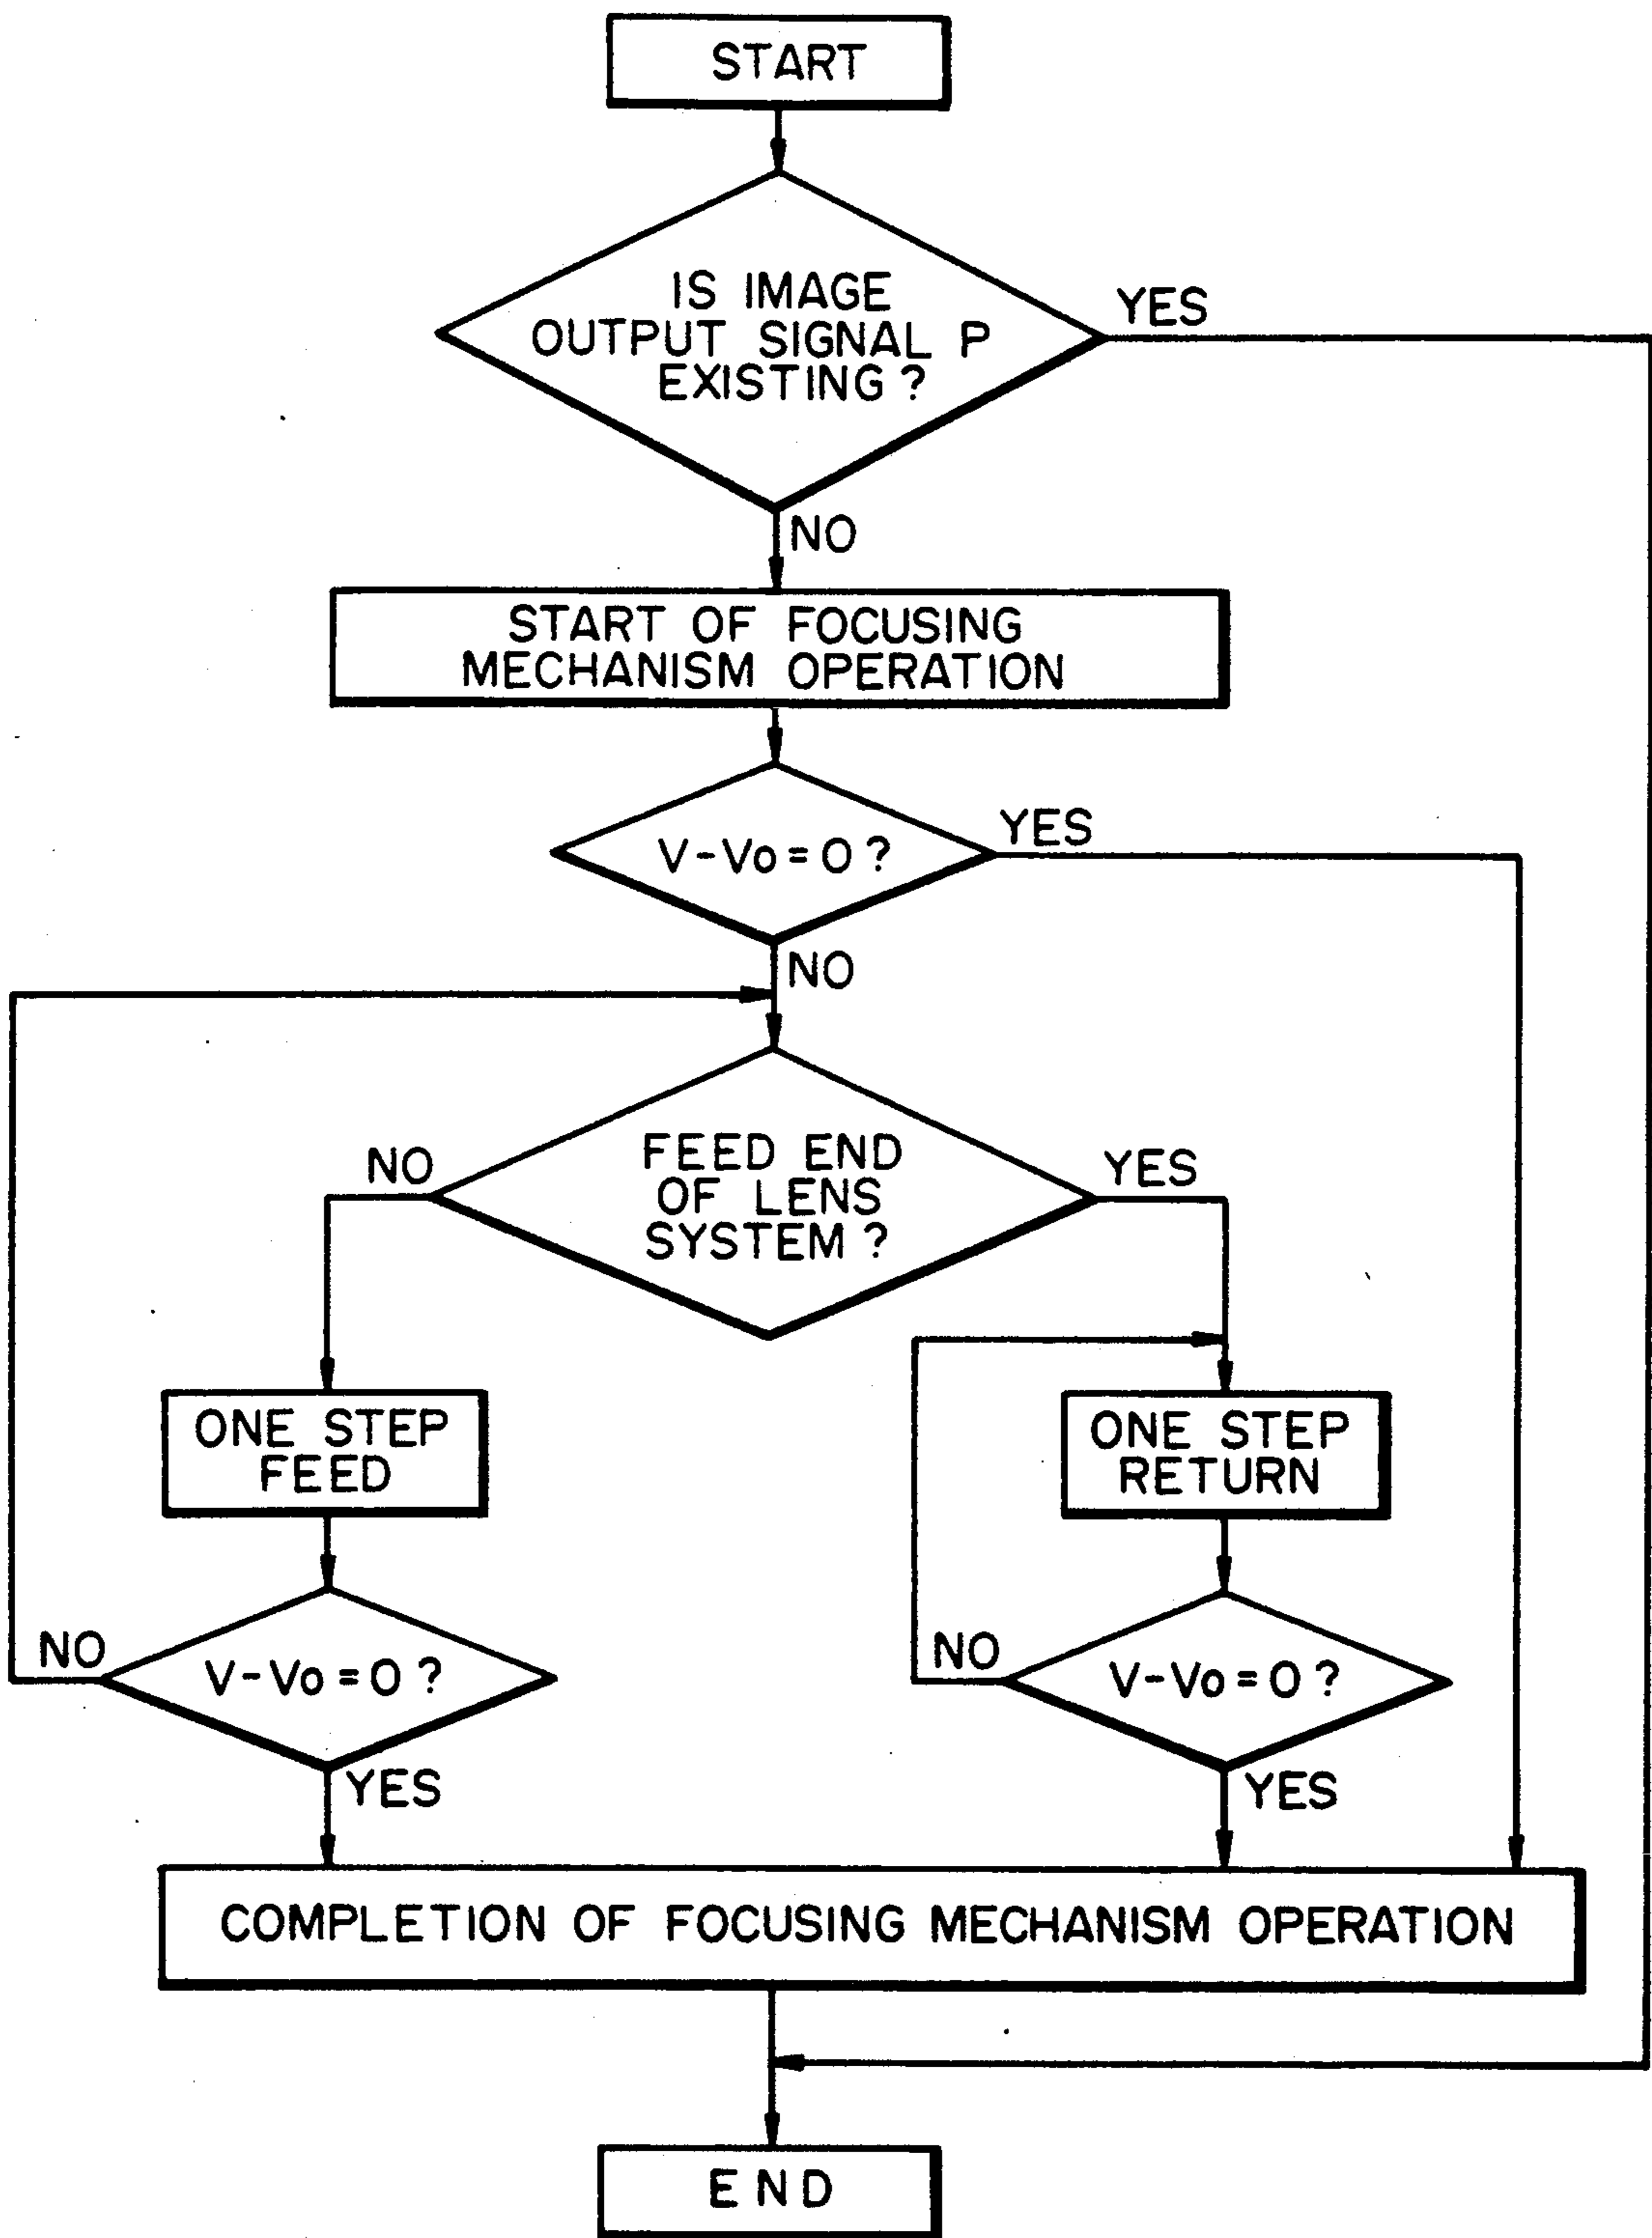 START
IS IMAGE
OUTPUT SIGNAL P
EXISTING ?
YES
NO
START OF FOCUSING
MECHANISM OPERATION
V-Vo=0 ?
YES
NO
FEED END
OF LENS
SYSTEM ?
NO
YES
ONE STEP
FEED
ONE STEP
RETURN
V-Vo=0 ?
NO
YES
V-Vo=0 ?
NO
YES
COMPLETION OF FOCUSING MECHANISM OPERATION
END